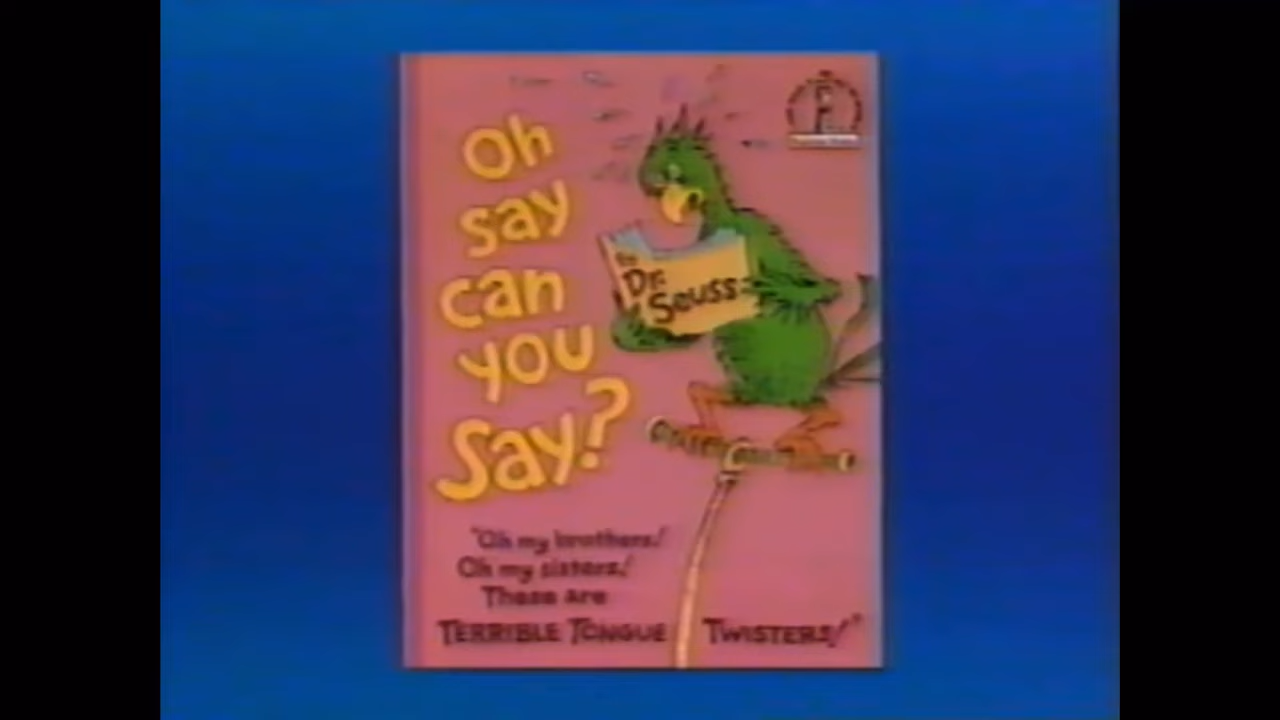 Oh
say
can
you
Say?
by
Dr.
Seuss
"Oh my brothers!
Oh my sisters!
These are
TERRIBLE TONGUE TWISTERS!"